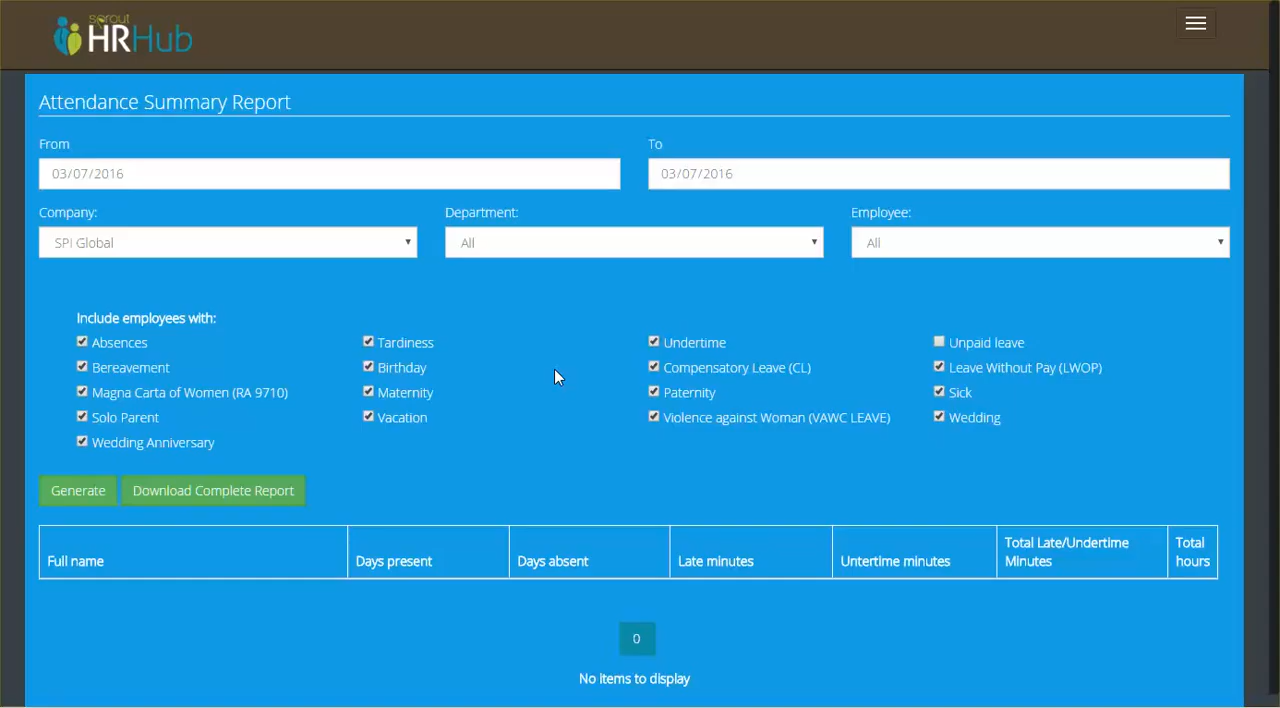 sprout
HRHub
Attendance Summary Report
From To
03/07/2016 03/07/2016
Company: Department: Employee:
SPI Global All All
Include employees with:
Absences Tardiness Undertime Unpaid leave
Bereavement Birthday Compensatory Leave (CL) Leave Without Pay (LWOP)
Magna Carta of Women (RA 9710) Maternity Paternity Sick
Solo Parent Vacation Violence against Woman (VAWC LEAVE) Wedding
Wedding Anniversary
Generate Download Complete Report
Full name Days present Days absent Late minutes Untertime minutes Total Late/Undertime Minutes Total hours
0
No items to display